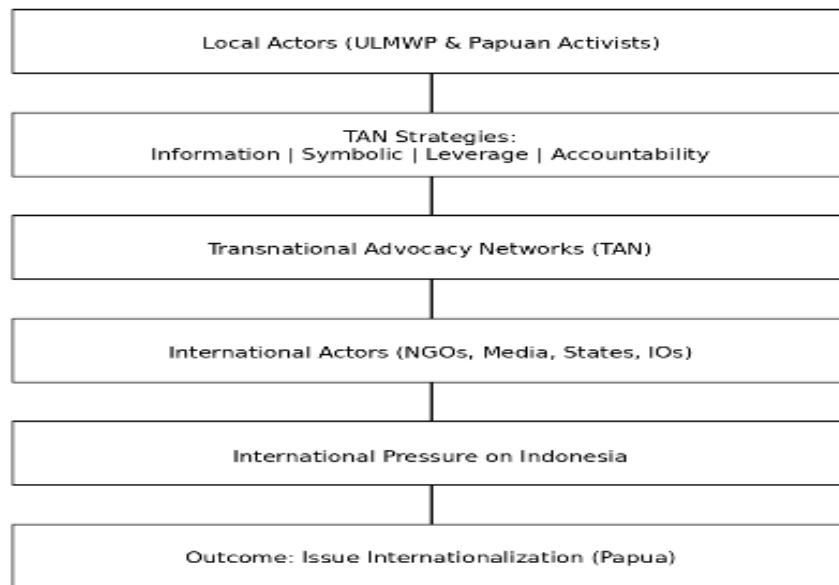 Local Actors (ULMWP & Papuan Activists)
TAN Strategies:
Information | Symbolic | Leverage | Accountability
Transnational Advocacy Networks (TAN)
International Actors (NGOs, Media, States, IOs)
International Pressure on Indonesia
Outcome: Issue Internationalization (Papua)